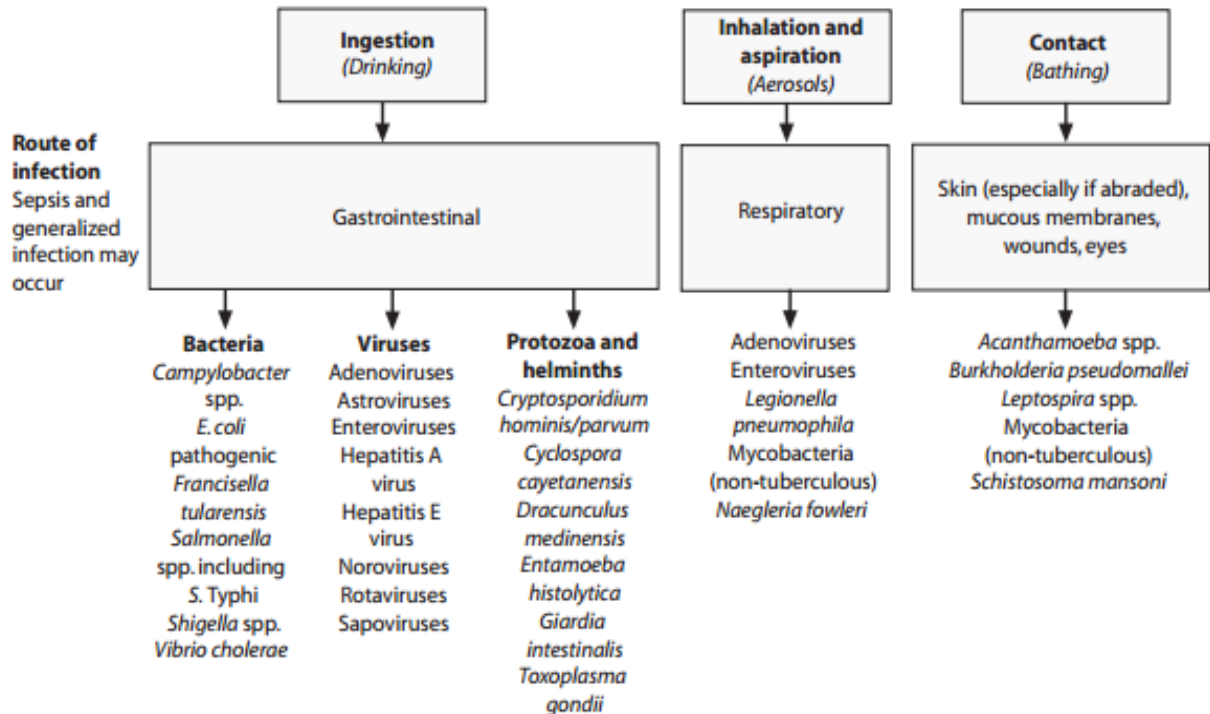 Ingestion
(Drinking)
Inhalation and
aspiration
(Aerosols)
Contact
(Bathing)
Route of
infection
Sepsis and
generalized
infection may
occur
Gastrointestinal
Respiratory
Skin (especially if abraded),
mucous membranes,
wounds, eyes
Bacteria
Campylobacter
spp.
E. coli
pathogenic
Francisella
tularensis
Salmonella
spp. including
S. Typhi
Shigella spp.
Vibrio cholerae
Viruses
Adenoviruses
Astroviruses
Enteroviruses
Hepatitis A
virus
Hepatitis E
virus
Noroviruses
Rotaviruses
Sapoviruses
Protozoa and
helminths
Cryptosporidium
hominis/parvum
Cyclospora
cayetanensis
Dracunculus
medinensis
Entamoeba
histolytica
Giardia
intestinalis
Toxoplasma
gondii
Adenoviruses
Enteroviruses
Legionella
pneumophila
Mycobacteria
(non-tuberculous)
Naegleria fowleri
Acanthamoeba spp.
Burkholderia pseudomallei
Leptospira spp.
Mycobacteria
(non-tuberculous)
Schistosoma mansoni